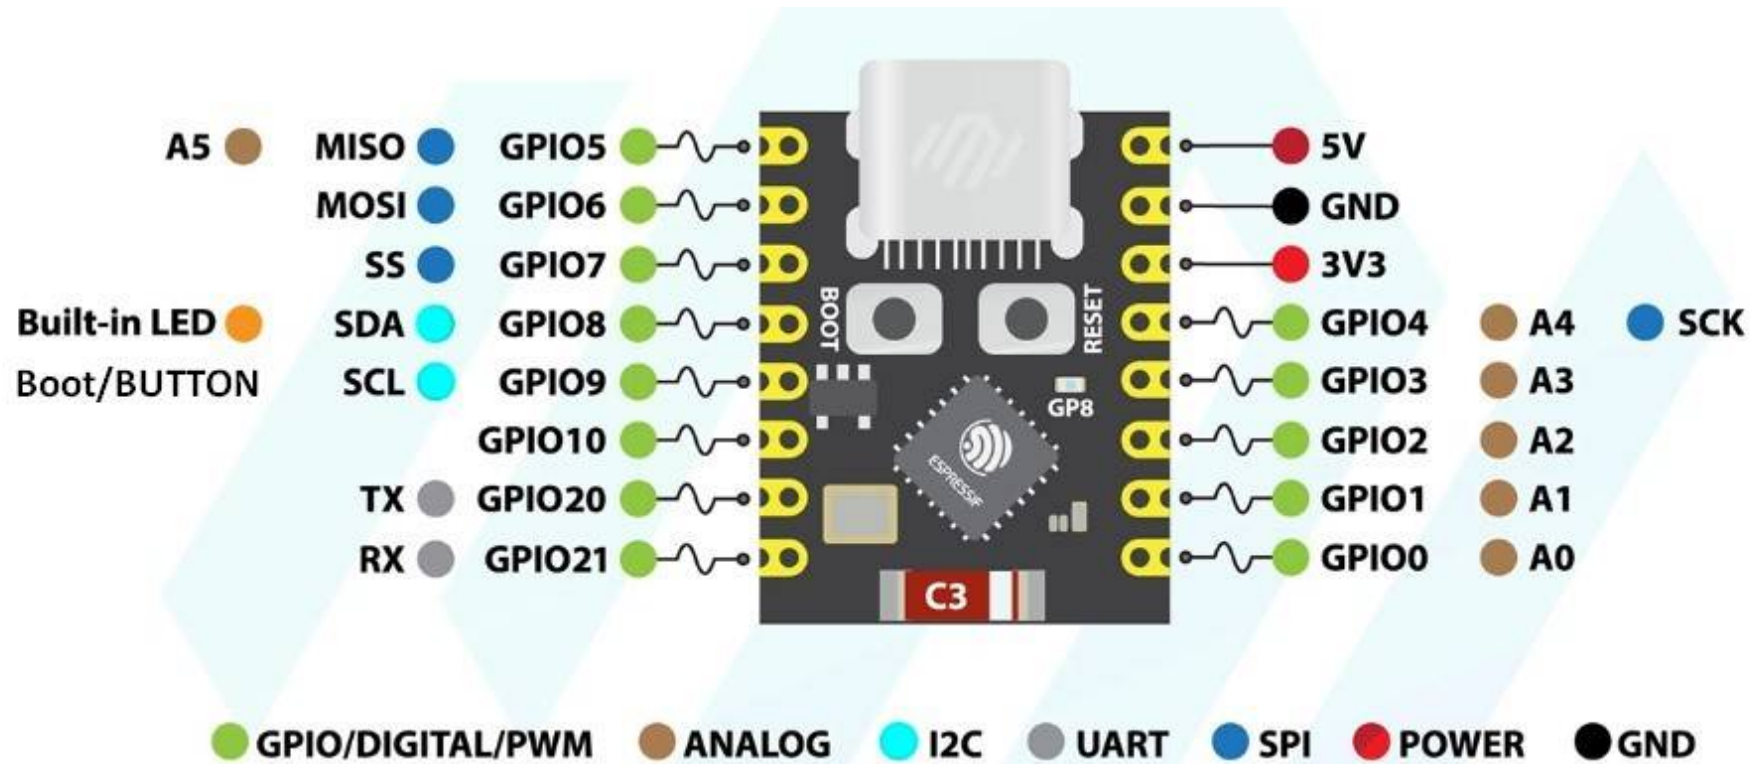 A5 MISO GPIO5 5V
MOSI GPIO6 GND
SS GPIO7 3V3
Built-in LED SDA GPIO8 BOOT RESET GPIO4 A4 SCK
Boot/BUTTON SCL GPIO9 GPIO3 A3
GP8
GPIO10 GPIO2 A2
ESPRESSIF
TX GPIO20 GPIO1 A1
RX GPIO21 GPIO0 A0
C3
GPIO/DIGITAL/PWM ANALOG I2C UART SPI POWER GND